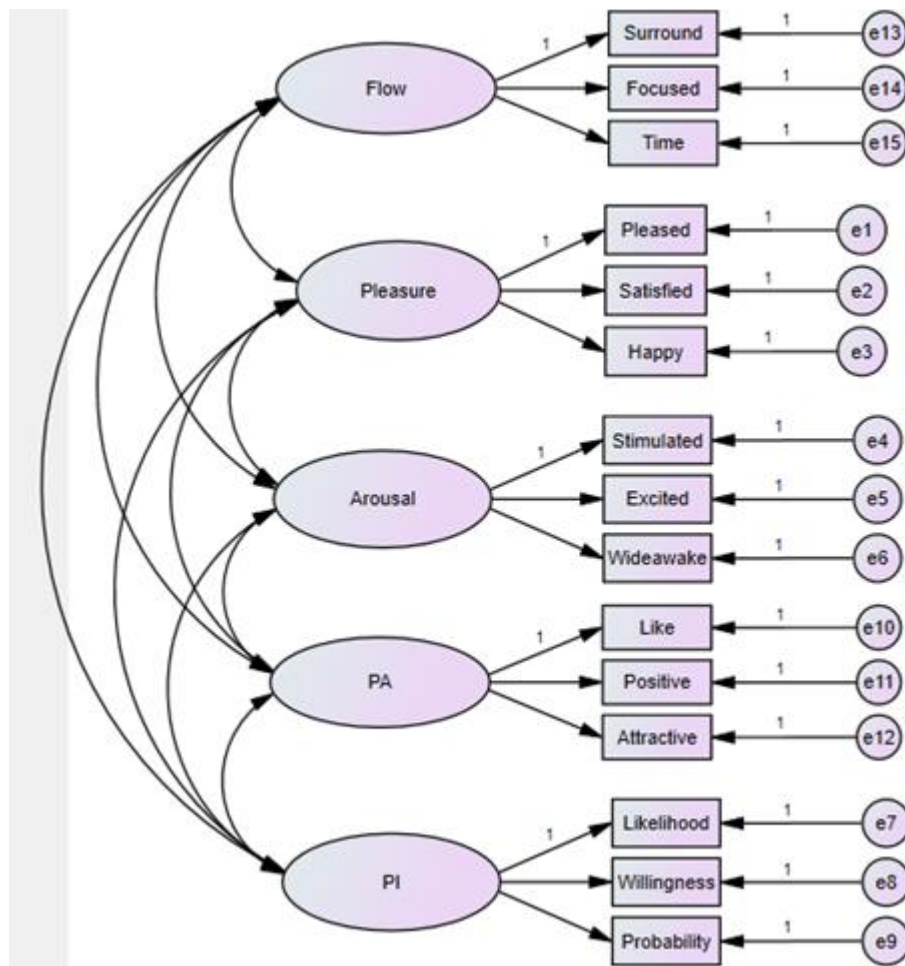 1 Surround 1 e13
Flow Focused 1 e14
Time 1 e15
1 Pleased 1 e1
Pleasure Satisfied 1 e2
Happy 1 e3
1 Stimulated 1 e4
Arousal Excited 1 e5
Wideawake 1 e6
1 Like 1 e10
PA Positive 1 e11
Attractive 1 e12
1 Likelihood 1 e7
PI Willingness 1 e8
Probability 1 e9